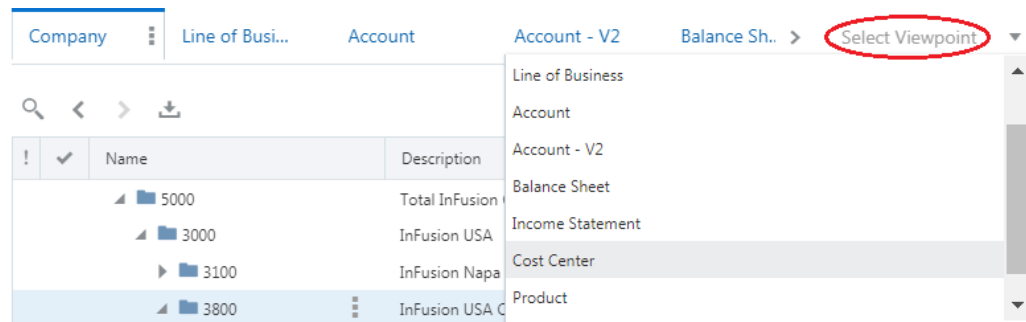 Company Line of Busi... Account Account - V2 Balance Sh.. Select Viewpoint
Line of Business
Account
Account - V2
Balance Sheet
Income Statement
Cost Center
Product
! Name Description
5000 Total InFusion
3000 InFusion USA
3100 InFusion Napa
3800 InFusion USA